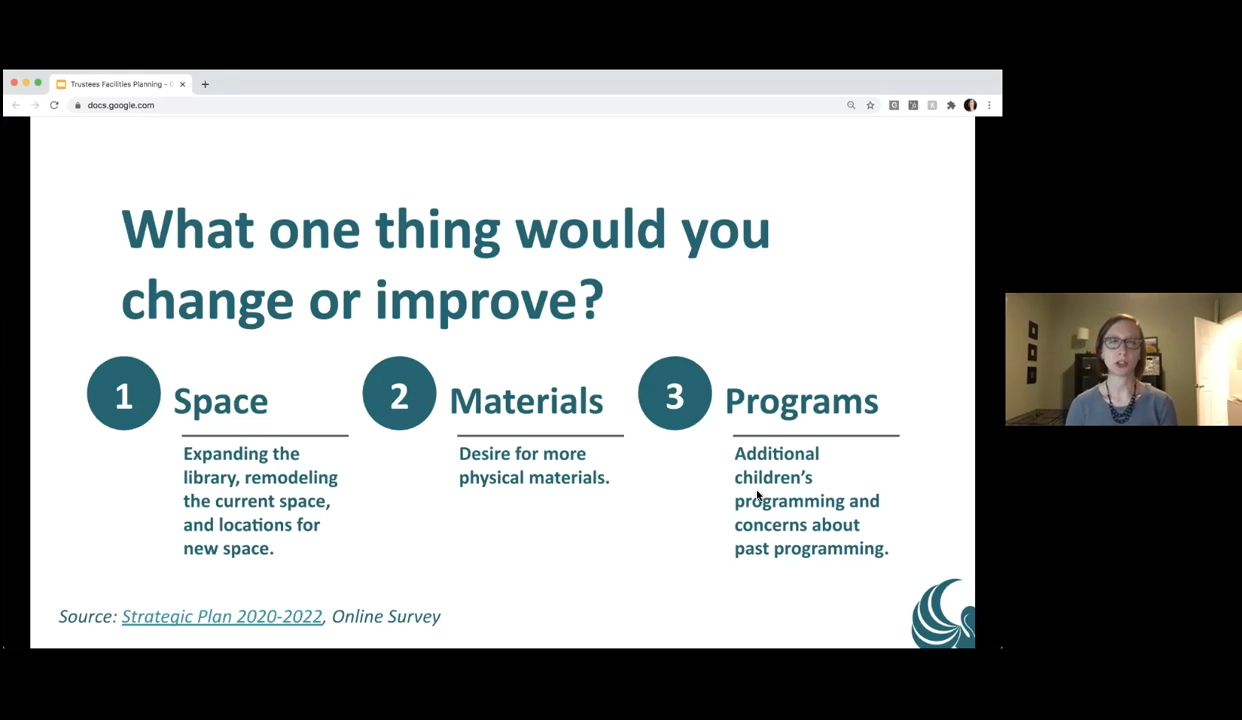 Trustees Facilities Planning -
docs.google.com
What one thing would you
change or improve?
1 Space
Expanding the
library, remodeling
the current space,
and locations for
new space.
2 Materials
Desire for more
physical materials.
3 Programs
Additional
children's
programming and
concerns about
past programming.
Source: Strategic Plan 2020-2022, Online Survey